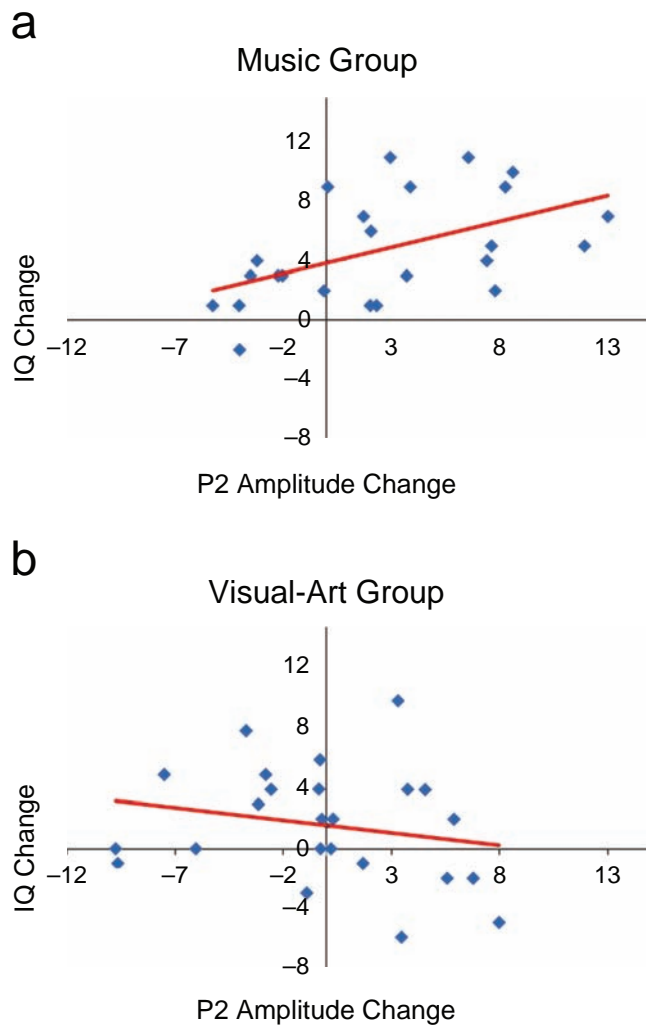 a
Music Group
12
8
4
0
–12 –7 –2 3 8 13
–4
–8
IQ Change
P2 Amplitude Change
b
Visual-Art Group
12
8
4
0
–12 –7 –2 3 8 13
–4
–8
IQ Change
P2 Amplitude Change